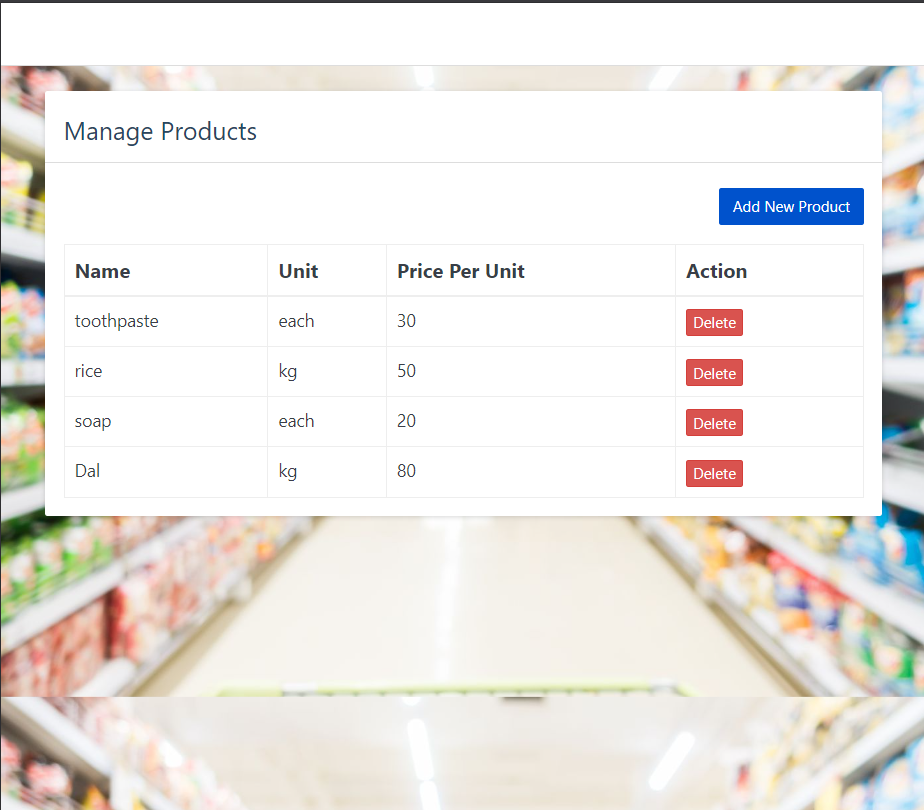 Manage Products
Add New Product
Name Unit Price Per Unit Action
toothpaste each 30 Delete
rice kg 50 Delete
soap each 20 Delete
Dal kg 80 Delete